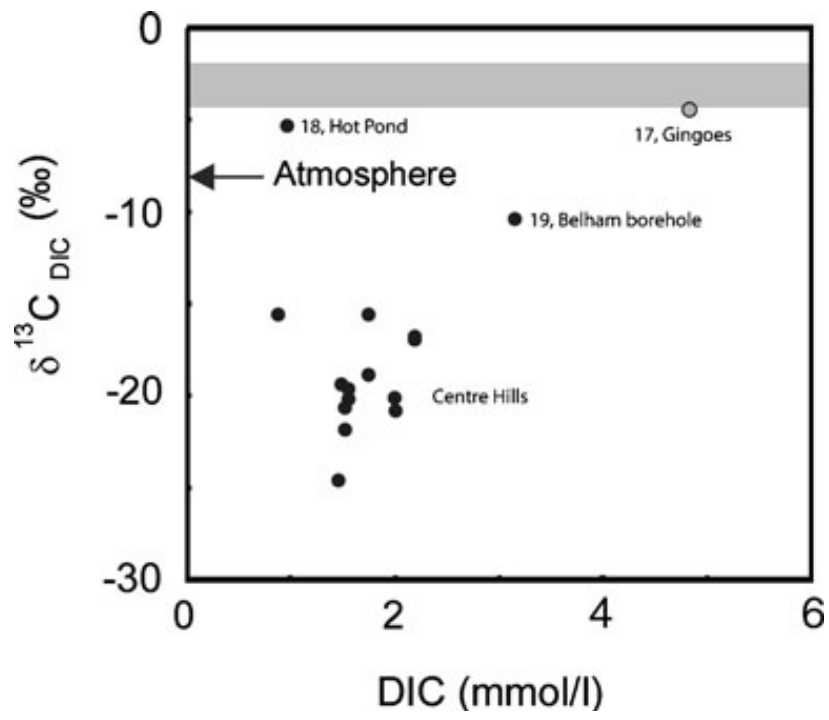 0
18, Hot Pond
17, Gingoes
Atmosphere
-10
19, Belham borehole
δ ¹³C DIC (‰)
-20
Centre Hills
-30
0 2 4 6
DIC (mmol/l)